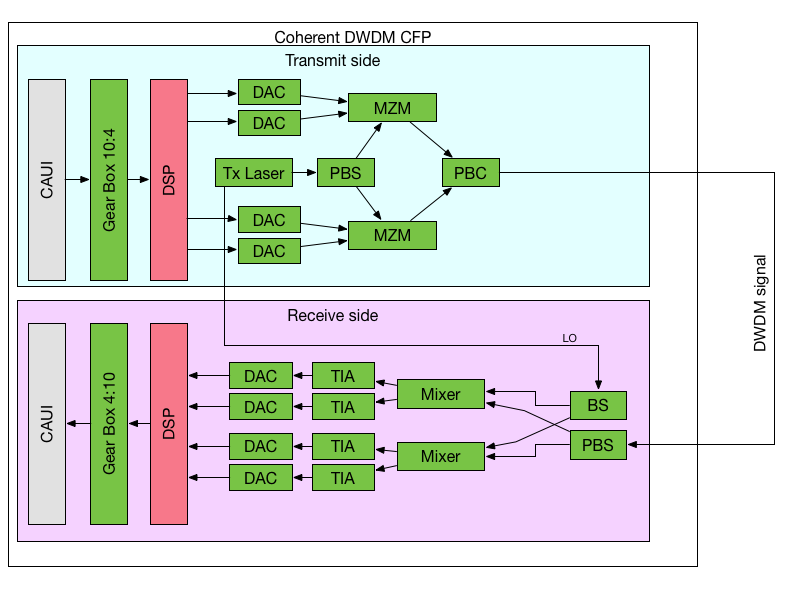 Coherent DWDM CFP
Transmit side
CAUI
Gear Box 10:4
DSP
DAC
DAC
MZM
Tx Laser
PBS
PBC
DAC
DAC
MZM
DWDM signal
Receive side
LO
CAUI
Gear Box 4:10
DSP
DAC
TIA
DAC
TIA
Mixer
BS
DAC
TIA
DAC
TIA
Mixer
PBS